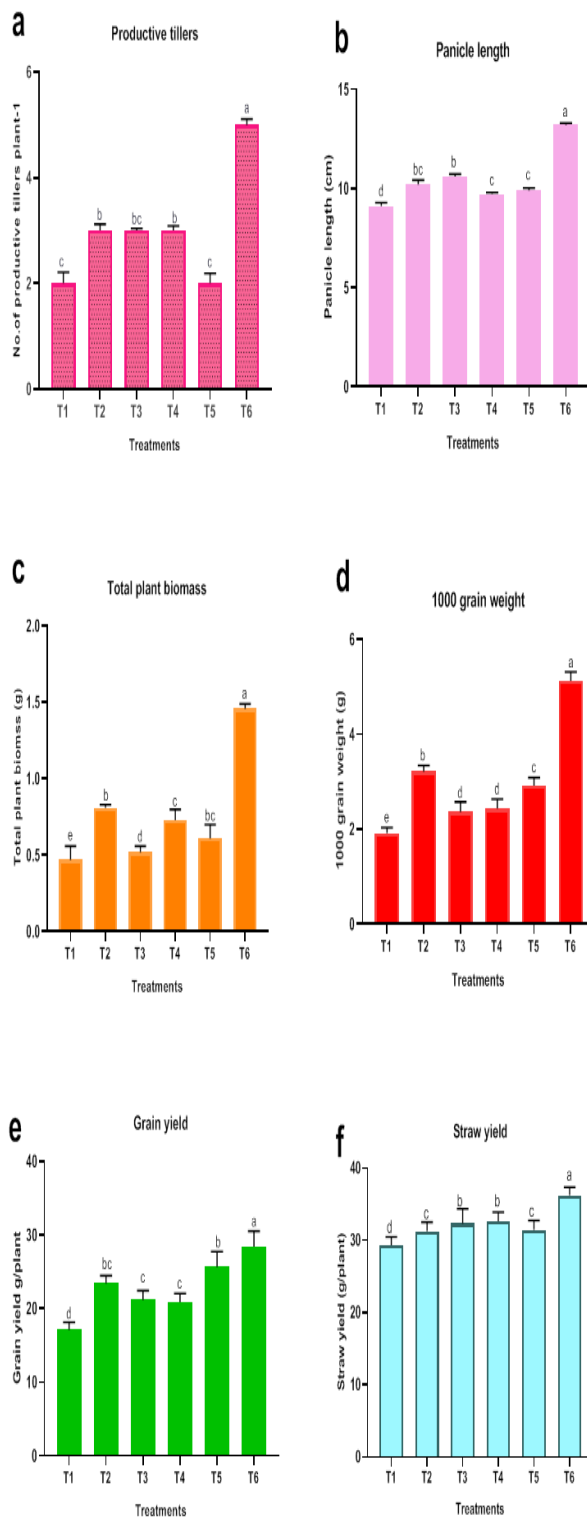 a
Productive tillers
No.of productive tillers plant-1
6
4
2
0
c
b
bc
b
c
a
T1 T2 T3 T4 T5 T6
Treatments
b
Panicle length
Panicle length (cm)
15
10
5
0
d
bc
b
c
c
a
T1 T2 T3 T4 T5 T6
Treatments
c
Total plant biomass
Total plant biomss (g)
2.0
1.5
1.0
0.5
0.0
e
b
d
c
bc
a
T1 T2 T3 T4 T5 T6
Treatments
d
1000 grain weight
1000 grain weight (g)
6
4
2
0
e
b
d
d
c
a
T1 T2 T3 T4 T5 T6
Treatments
e
Grain yield
Grain yield g/plant
40
30
20
10
0
d
bc
c
c
b
a
T1 T2 T3 T4 T5 T6
Treatments
f
Straw yield
Straw yield (g/plant)
40
30
20
10
0
d
c
b
b
c
a
T1 T2 T3 T4 T5 T6
Treatments